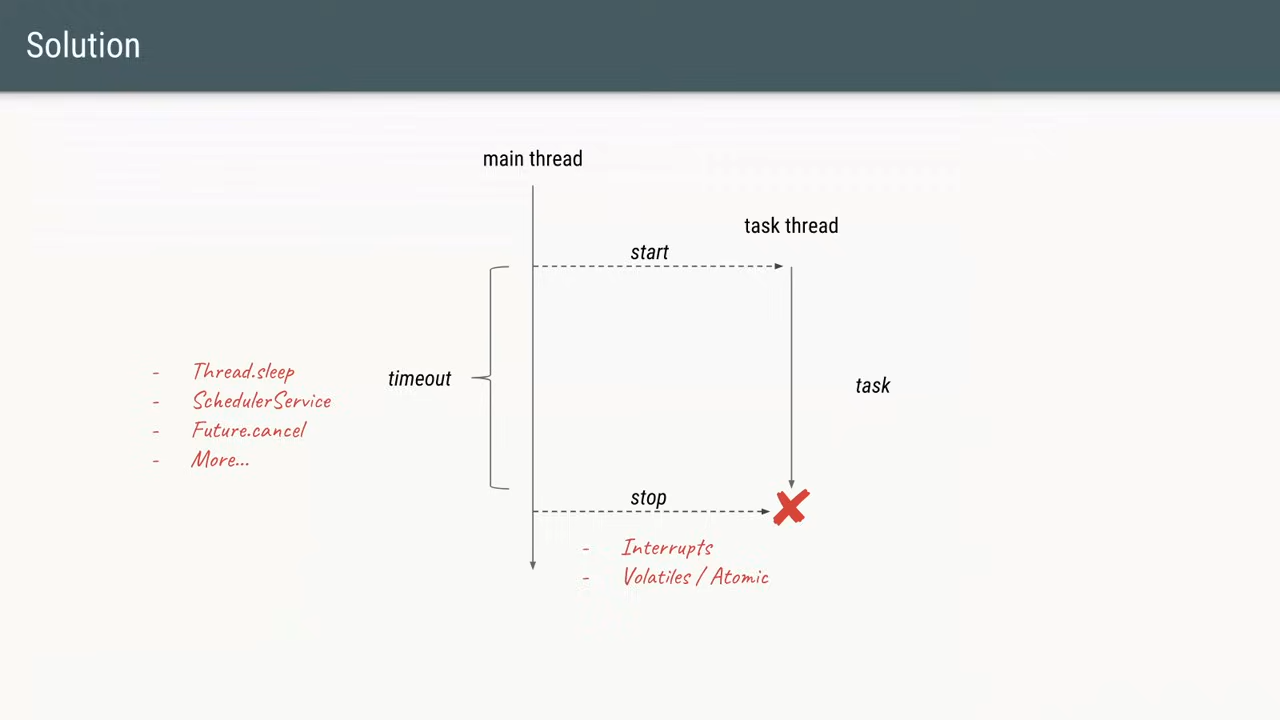 Solution
main thread
task thread
start
- Thread.sleep
- SchedulerService
- Future.cancel
- More...
timeout
task
stop
- Interrupts
- Volatiles / Atomic